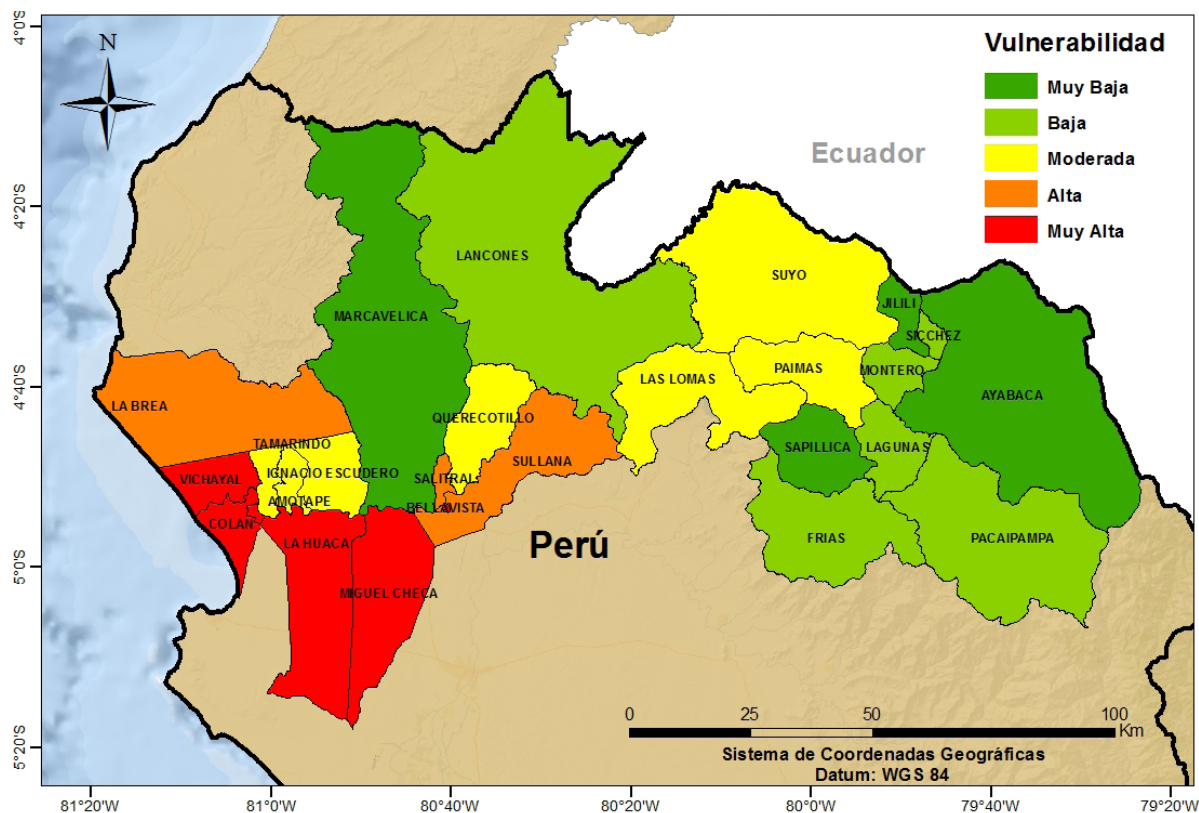 N
Vulnerabilidad
Muy Baja
Baja
Moderada
Alta
Muy Alta
Ecuador
LANCONES
SUYO
JILILI
MARCAVELICA
SICCHEZ
LAS LOMAS
PAIMAS
MONTERO
AYABACA
LA BREA
QUERECOTILLO
TAMARINDO
SAPILLICA
LAGUNAS
SULLANA
IGNACIO ESCUDERO
VICHAYAL
SALITRAL
AMOTAPE
BELLAVISTA
COLAN
LA HUACA
Perú
FRIAS
PACAIPAMPA
MIGUEL CHECA
0
25
50
100
Km
Sistema de Coordenadas Geográficas
Datum: WGS 84
4°0'S
4°20'S
4°40'S
5°0'S
5°20'S
81°20'W
81°0'W
80°40'W
80°20'W
80°0'W
79°40'W
79°20'W